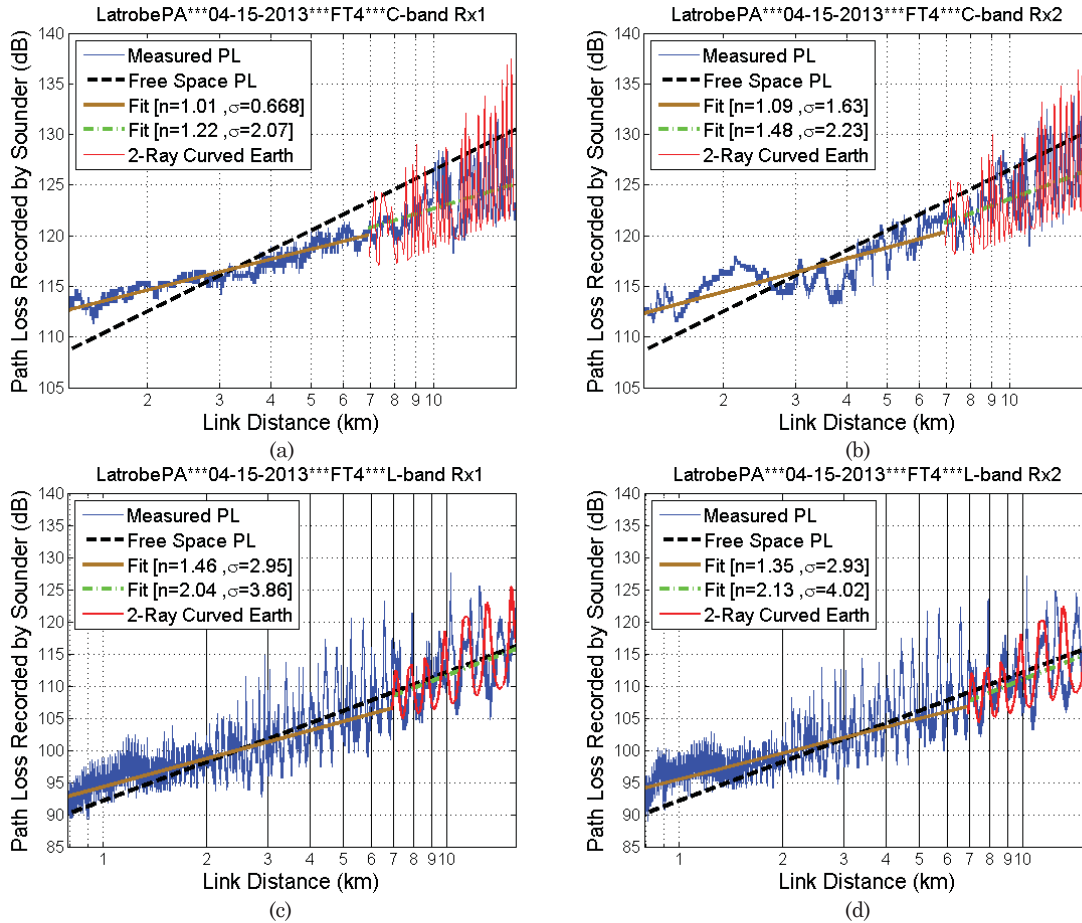 LatrobePA***04-15-2013***FT4***C-band Rx1
Path Loss Recorded by Sounder (dB)
140
135
130
125
120
115
110
105
Measured PL
Free Space PL
Fit [n=1.01 ,σ=0.668]
Fit [n=1.22 ,σ=2.07]
2-Ray Curved Earth
2 3 4 5 6 7 8 9 10
Link Distance (km)
(a)
LatrobePA***04-15-2013***FT4***C-band Rx2
Path Loss Recorded by Sounder (dB)
140
135
130
125
120
115
110
105
Measured PL
Free Space PL
Fit [n=1.09 ,σ=1.63]
Fit [n=1.48 ,σ=2.23]
2-Ray Curved Earth
2 3 4 5 6 7 8 9 10
Link Distance (km)
(b)
LatrobePA***04-15-2013***FT4***L-band Rx1
Path Loss Recorded by Sounder (dB)
140
135
130
125
120
115
110
105
100
95
90
85
Measured PL
Free Space PL
Fit [n=1.46 ,σ=2.95]
Fit [n=2.04 ,σ=3.86]
2-Ray Curved Earth
1 2 3 4 5 6 7 8 9 10
Link Distance (km)
(c)
LatrobePA***04-15-2013***FT4***L-band Rx2
Path Loss Recorded by Sounder (dB)
140
135
130
125
120
115
110
105
100
95
90
85
Measured PL
Free Space PL
Fit [n=1.35 ,σ=2.93]
Fit [n=2.13 ,σ=4.02]
2-Ray Curved Earth
1 2 3 4 5 6 7 8 9 10
Link Distance (km)
(d)